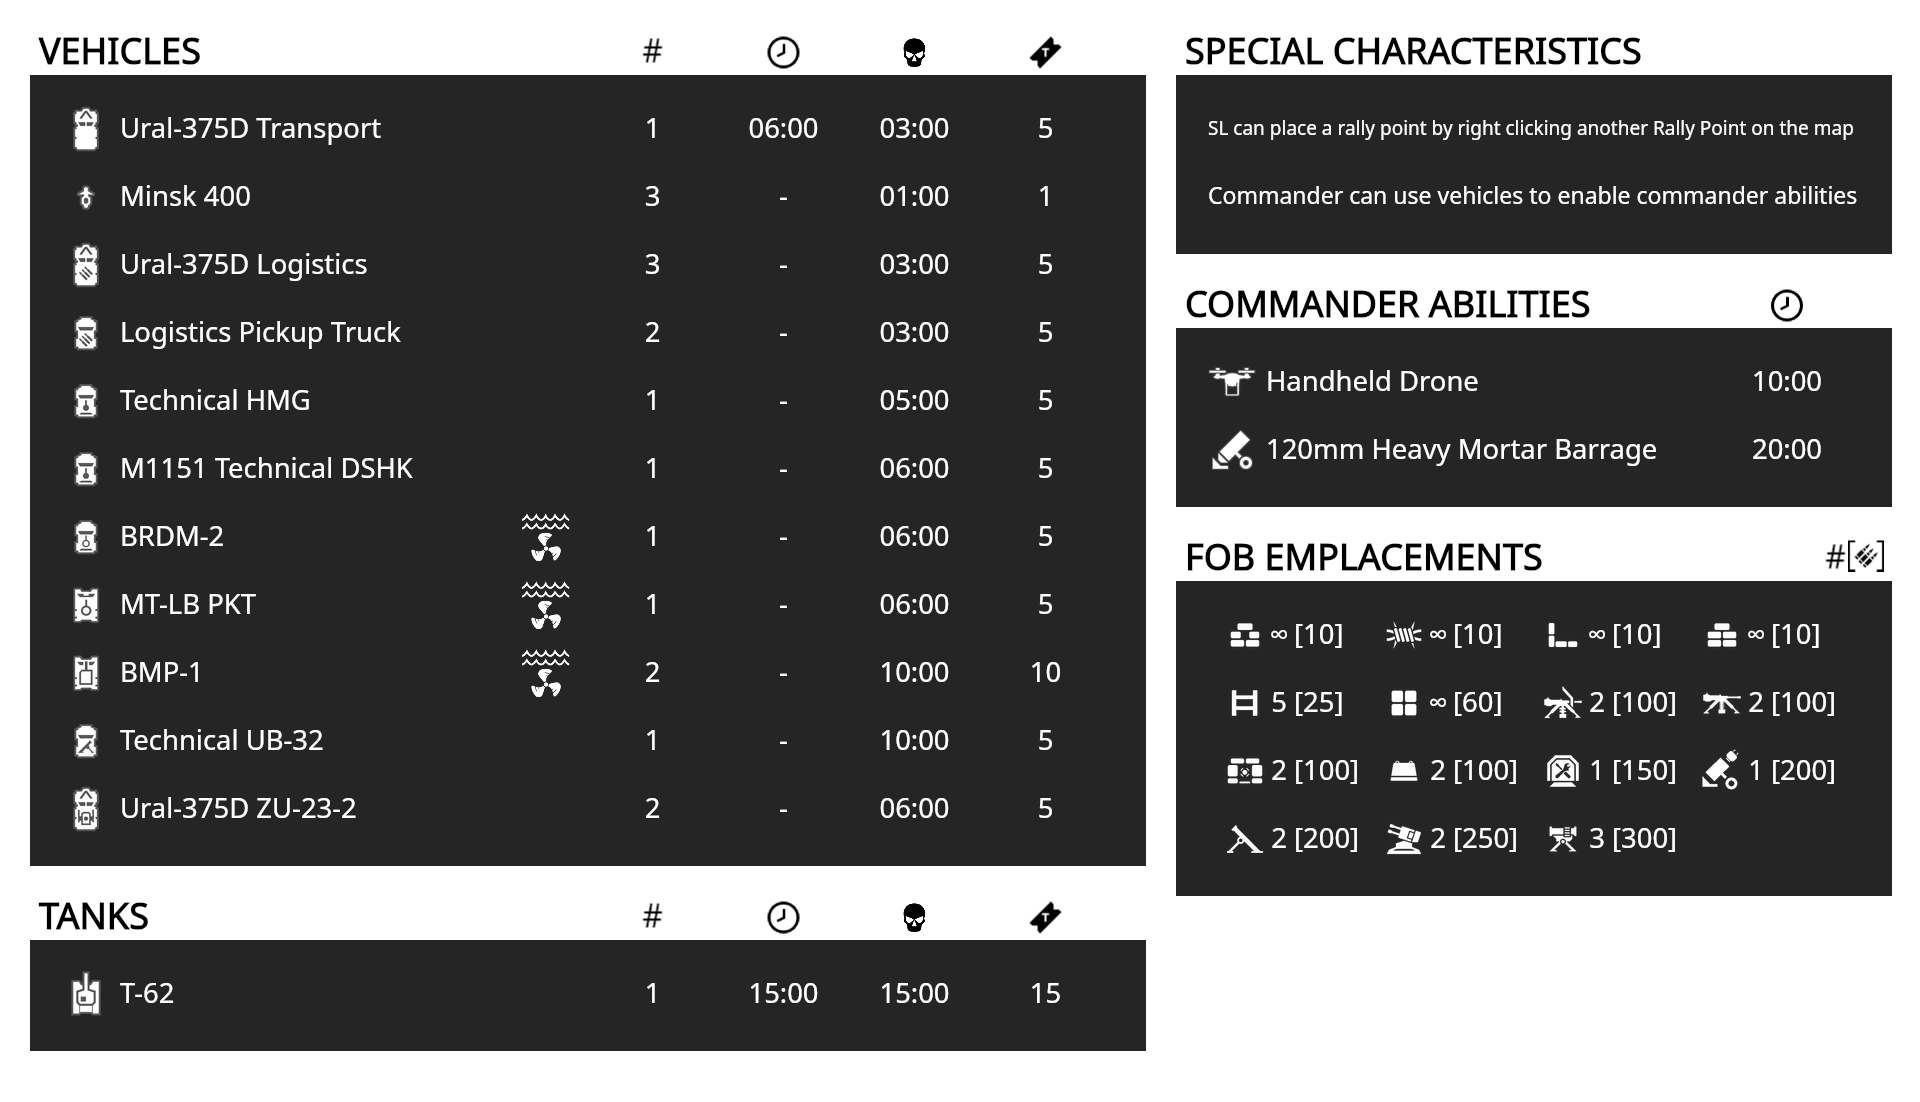 VEHICLES #
Ural-375D Transport 1 06:00 03:00 5
Minsk 400 3 - 01:00 1
Ural-375D Logistics 3 - 03:00 5
Logistics Pickup Truck 2 - 03:00 5
Technical HMG 1 - 05:00 5
M1151 Technical DSHK 1 - 06:00 5
BRDM-2 1 - 06:00 5
MT-LB PKT 1 - 06:00 5
BMP-1 2 - 10:00 10
Technical UB-32 1 - 10:00 5
Ural-375D ZU-23-2 2 - 06:00 5
TANKS #
T-62 1 15:00 15:00 15
SPECIAL CHARACTERISTICS
SL can place a rally point by right clicking another Rally Point on the map
Commander can use vehicles to enable commander abilities
COMMANDER ABILITIES
Handheld Drone 10:00
120mm Heavy Mortar Barrage 20:00
FOB EMPLACEMENTS #[]
∞ [10] ∞ [10] ∞ [10] ∞ [10]
5 [25] ∞ [60] 2 [100] 2 [100]
2 [100] 2 [100] 1 [150] 1 [200]
2 [200] 2 [250] 3 [300]